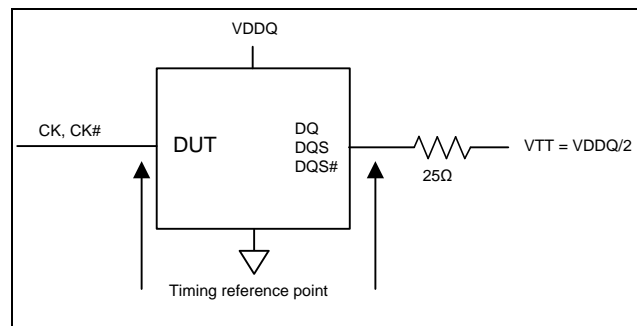 VDDQ
CK, CK#
DUT
DQ
DQS
DQS#
25Ω
VTT = VDDQ/2
Timing reference point